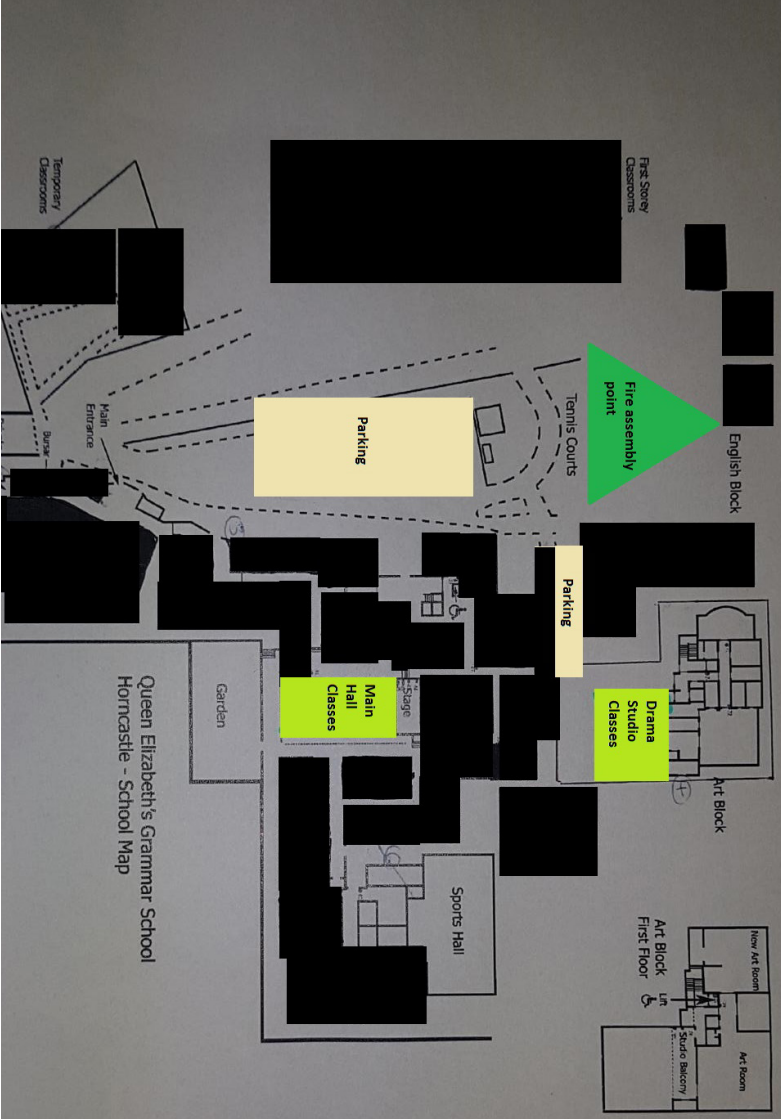 New Art Room
Art Room
English Block
Art Block
Studio Balcony
Lift
Art Block
First Floor
First Storey
Classrooms
Fire assembly
point
Drama
Studio
Classes
Tennis Courts
Parking
Sports Hall
Stage
Parking
Main
Hall
Classes
Garden
Queen Elizabeth's Grammar School
Horncastle - School Map
Main
Entrance
Temporary
Classrooms
Bursar